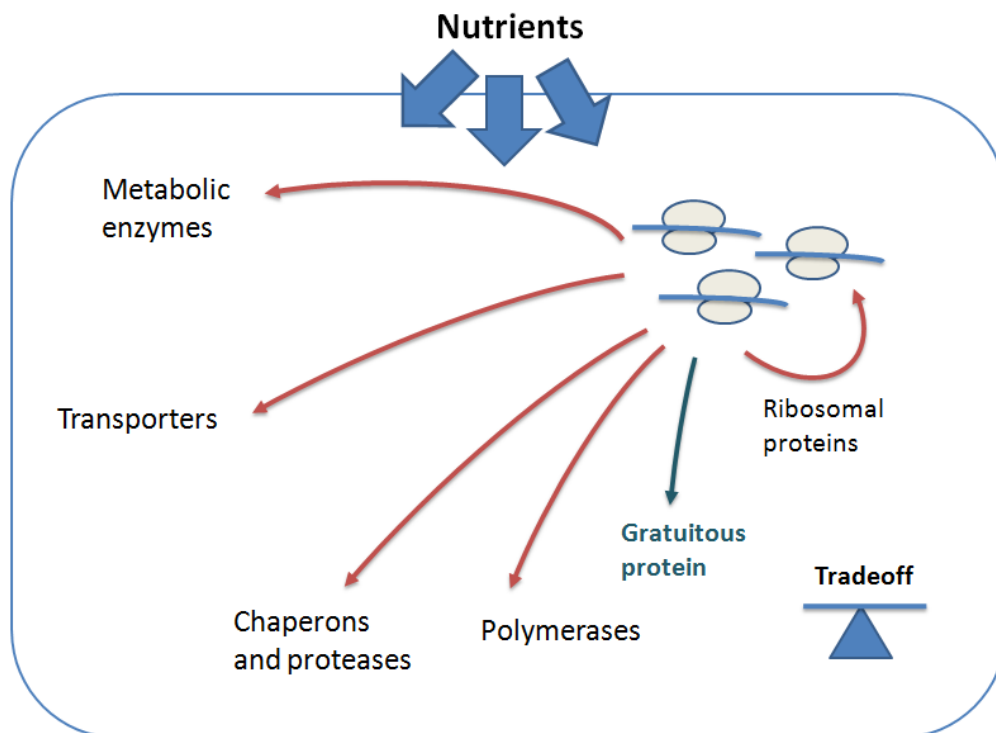 Nutrients
Metabolic
enzymes
Transporters
Ribosomal
proteins
Gratuitous
protein
Tradeoff
Chaperons
and proteases
Polymerases